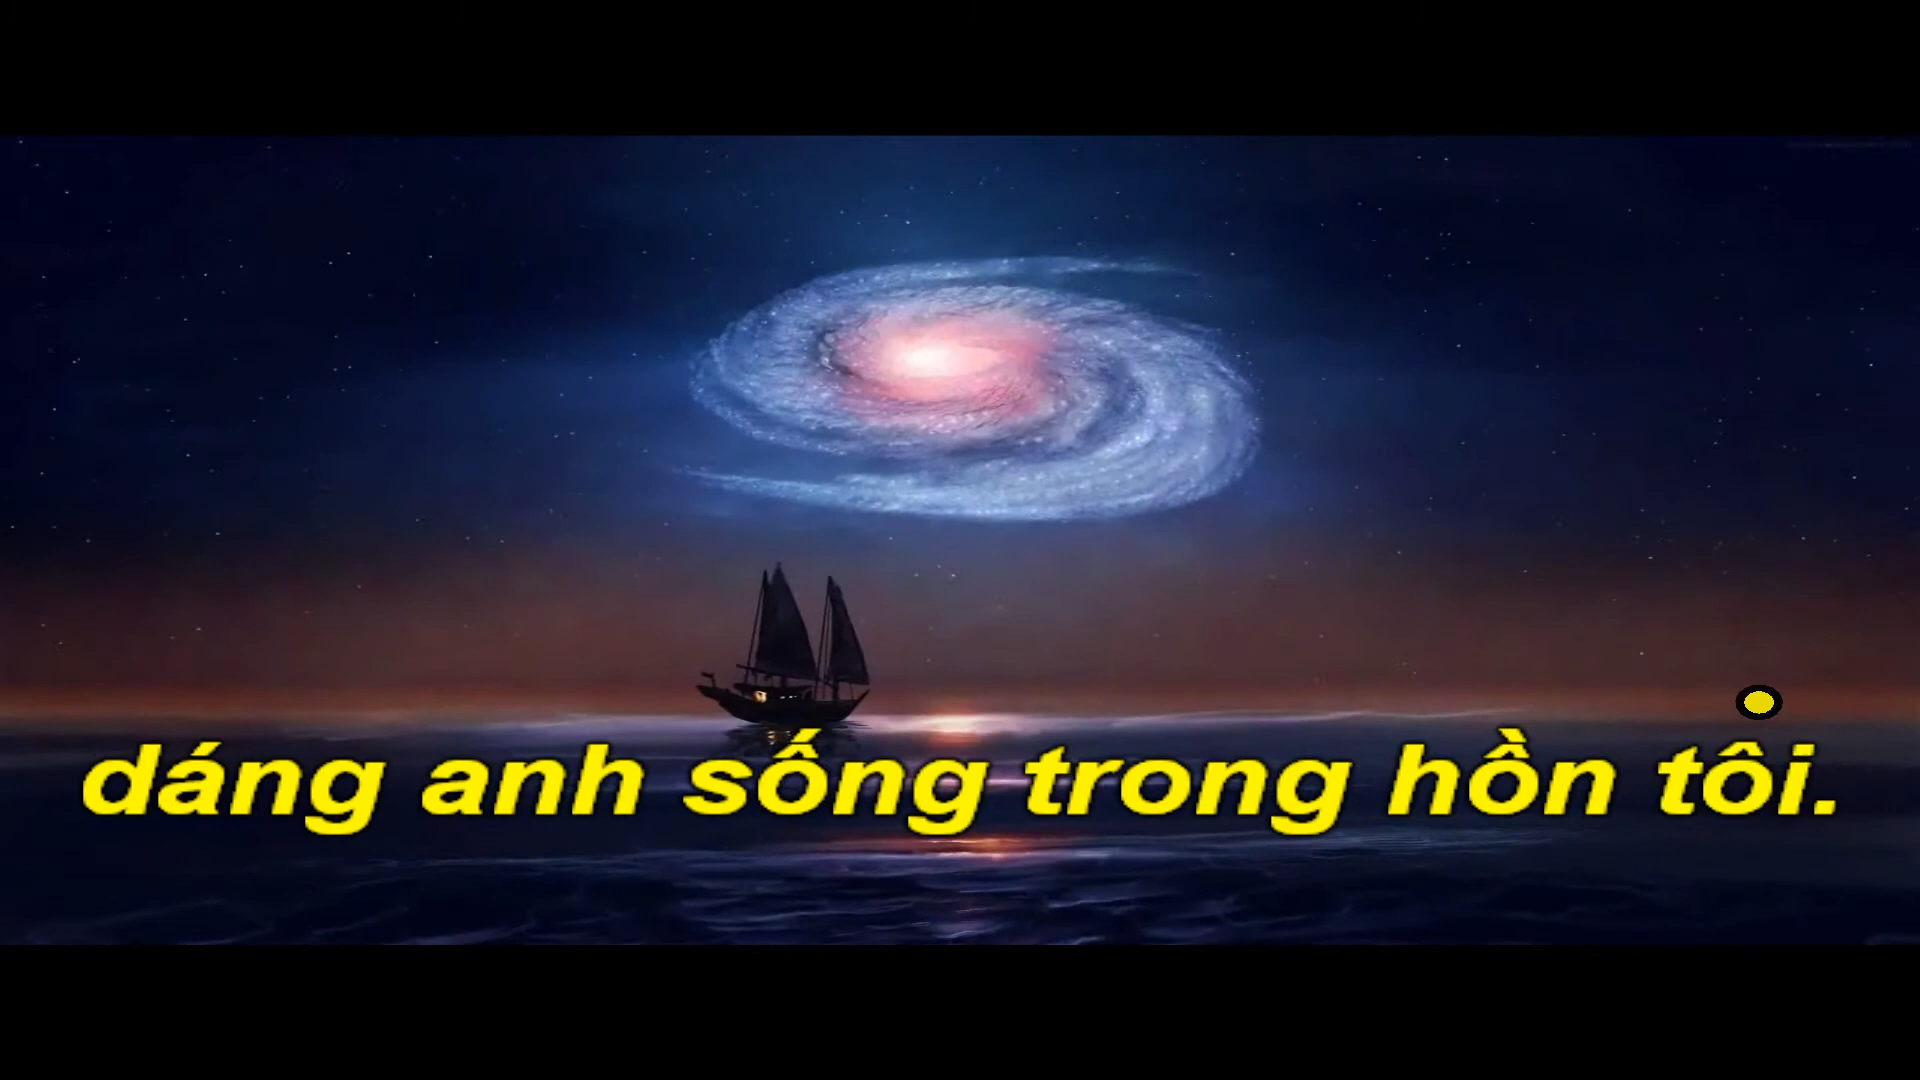 dáng anh sống trong hồn tôi.